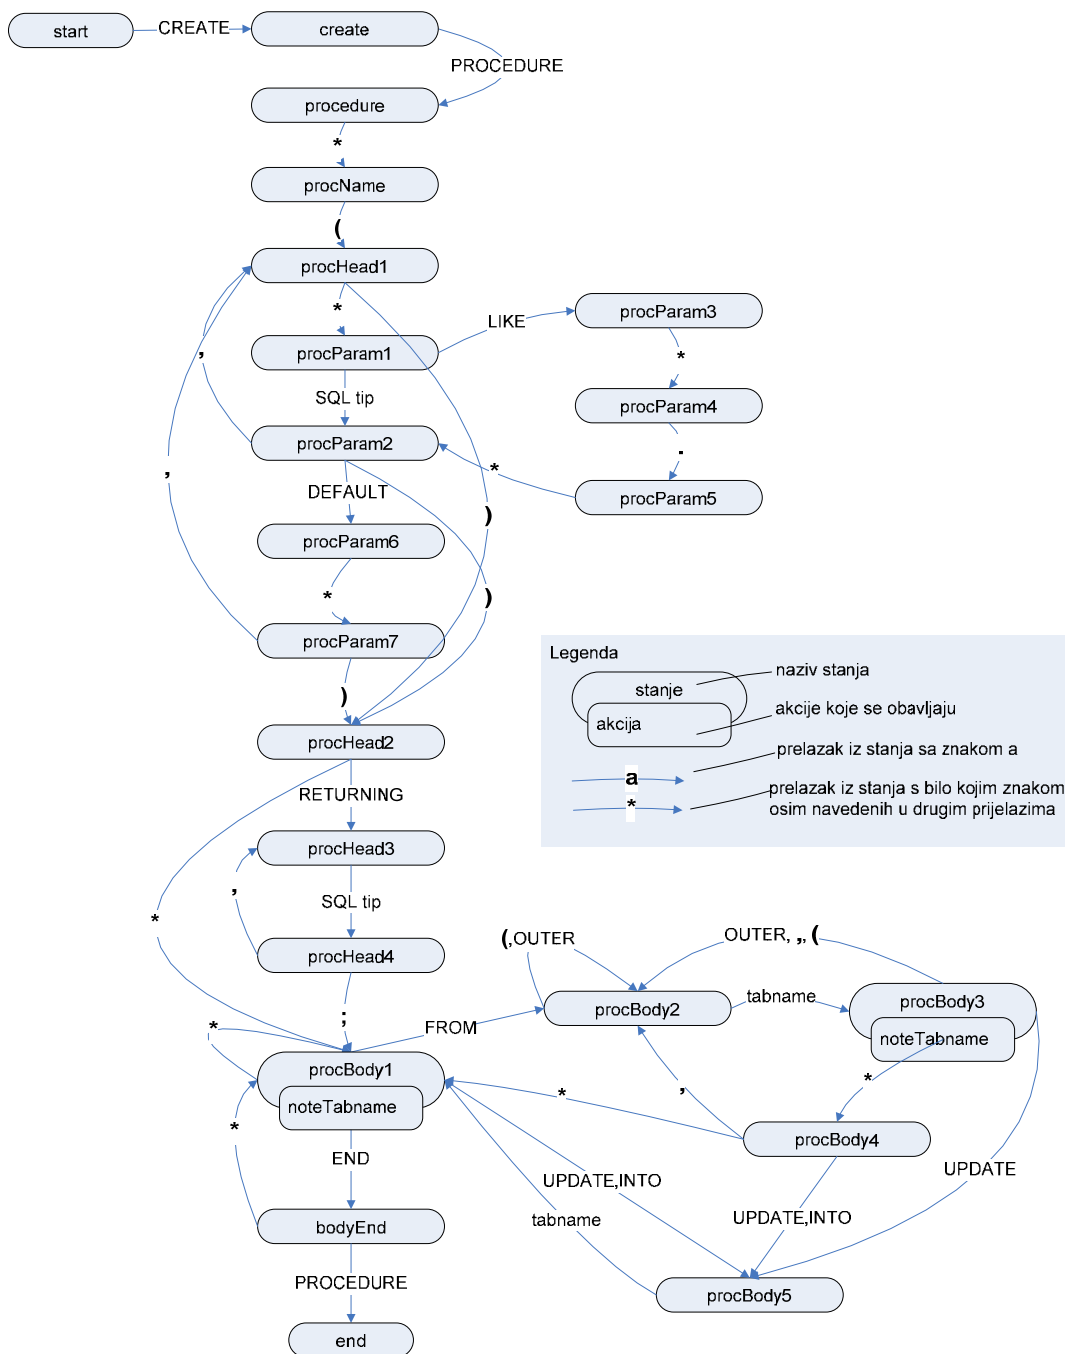 start
CREATE
create
PROCEDURE
procedure
*
procName
(
procHead1
*
procParam1
LIKE
procParam3
,
SQL tip
*
procParam4
procParam2
.
,
*
DEFAULT
procParam5
)
procParam6
*
)
procParam7
)
procHead2
Legenda
stanje
akcija
naziv stanja
akcije koje se obavljaju
a
prelazak iz stanja sa znakom a
*
prelazak iz stanja s bilo kojim znakom
osim navedenih u drugim prijelazima
RETURNING
procHead3
,
SQL tip
*
procHead4
(,OUTER
OUTER, ,, (
procBody2
tabname
procBody3
noteTabname
;
*
FROM
procBody1
noteTabname
*
*
,
*
procBody4
END
UPDATE,INTO
tabname
UPDATE
UPDATE,INTO
bodyEnd
PROCEDURE
procBody5
end